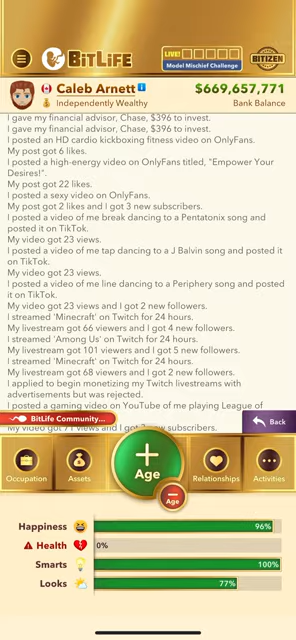 BitLife
LIVE!
Model Mischief Challenge
BITIZEN
Caleb Arnett
$669,657,771
Independently Wealthy
Bank Balance
I gave my financial advisor, Chase, $396 to invest.
I gave my financial advisor, Chase, $396 to invest.
I posted an HD cardio kickboxing fitness video on OnlyFans.
My post got 6 likes.
I posted a high-energy video on OnlyFans titled, "Empower Your
Desires!".
My post got 22 likes.
I posted a sexy video on OnlyFans.
My post got 2 likes and I got 3 new subscribers.
I posted a video of me break dancing to a Pentatonix song and
posted it on TikTok.
My video got 23 views.
I posted a video of me tap dancing to a J Balvin song and posted it
on TikTok.
My video got 23 views.
I posted a video of me line dancing to a Periphery song and posted
it on TikTok.
My video got 23 views and I got 2 new followers.
I streamed 'Minecraft' on Twitch for 24 hours.
My livestream got 66 viewers and I got 4 new followers.
I streamed 'Among Us' on Twitch for 24 hours.
My livestream got 101 viewers and I got 5 new followers.
I streamed 'Minecraft' on Twitch for 24 hours.
My livestream got 68 viewers and I got 2 new followers.
I applied to begin monetizing my Twitch livestreams with
advertisements but was rejected.
I posted a gaming video on YouTube of me playing League of
BitLife Community...
Back
My video got 71 views and I got new subscribers.
Occupation
Assets
Age
Age
Relationships
Activities
Happiness
96%
Health
0%
Smarts
100%
Looks
77%